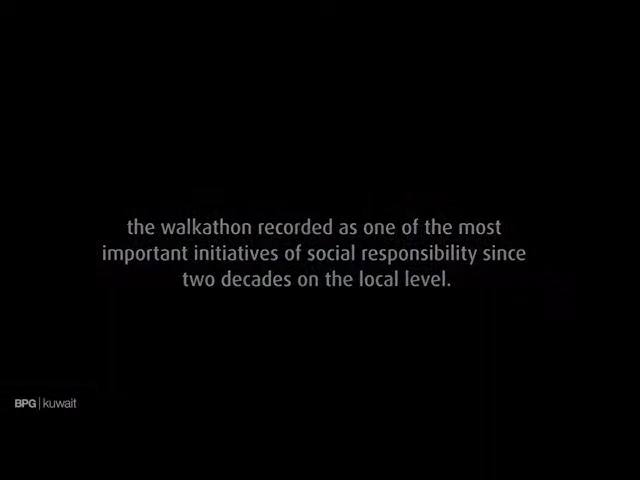 the walkathon recorded as one of the most
important initiatives of social responsibility since
two decades on the local level.
BPG|kuwait